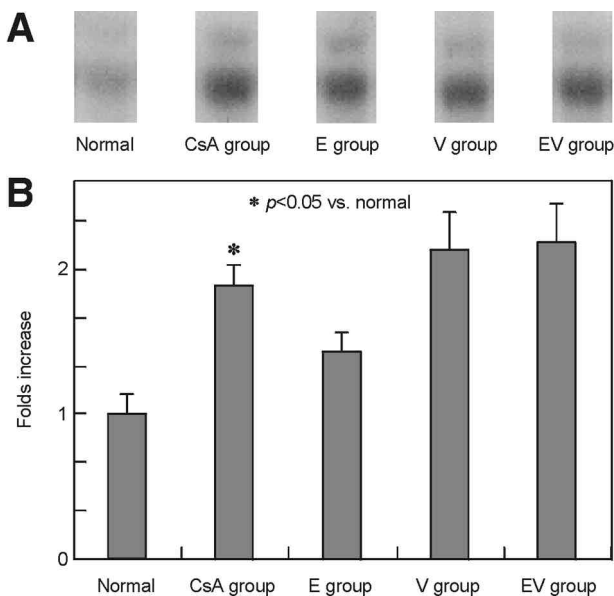 A
Normal CsA group E group V group EV group
B
* p<0.05 vs. normal
*
2
1
0
Folds increase
Normal CsA group E group V group EV group